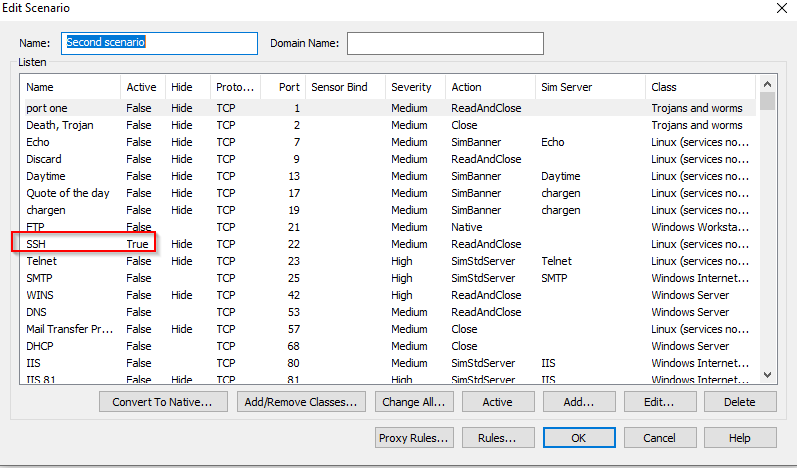 Edit Scenario
Name: Second scenario Domain Name:
Listen
Name Active Hide Proto... Port Sensor Bind Severity Action Sim Server Class
port one False Hide TCP 1 Medium ReadAndClose Trojans and worms
Death, Trojan False Hide TCP 2 Medium Close Trojans and worms
Echo False Hide TCP 7 Medium SimBanner Echo Linux (services no...
Discard False Hide TCP 9 Medium ReadAndClose Linux (services no...
Daytime False Hide TCP 13 Medium SimBanner Daytime Linux (services no...
Quote of the day False Hide TCP 17 Medium SimBanner chargen Linux (services no...
chargen False Hide TCP 19 Medium SimBanner chargen Linux (services no...
FTP False TCP 21 Medium Native Windows Worksta...
SSH True Hide TCP 22 Medium ReadAndClose Linux (services no...
Telnet False Hide TCP 23 High SimStdServer Telnet Linux (services no...
SMTP False TCP 25 High SimStdServer SMTP Windows Internet...
WINS False Hide TCP 42 High ReadAndClose Windows Server
DNS False TCP 53 Medium ReadAndClose Windows Server
Mail Transfer Pr... False Hide TCP 57 Medium Close Linux (services no...
DHCP False TCP 68 Medium Close Windows Server
IIS False TCP 80 Medium SimStdServer IIS Windows Internet...
IIS 81 False Hide TCP 81 High SimStdServer IIS Windows Internet...
Convert To Native... Add/Remove Classes... Change All... Active Add... Edit... Delete
Proxy Rules... Rules... OK Cancel Help